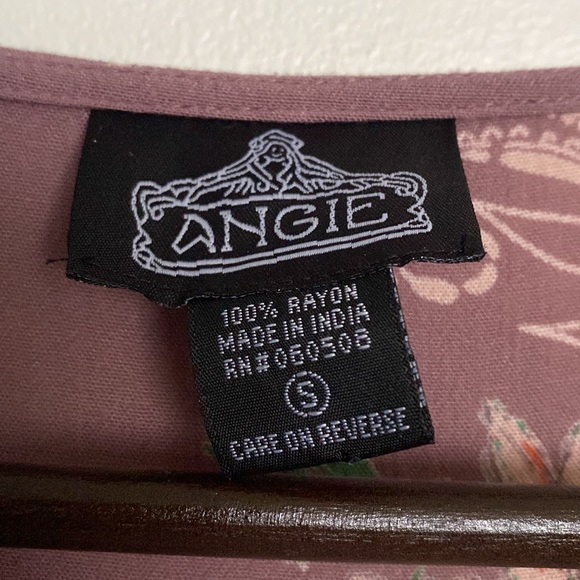 ANGIE
100% RAYON
MADE IN INDIA
RN#060508
S
CARE ON REVERSE